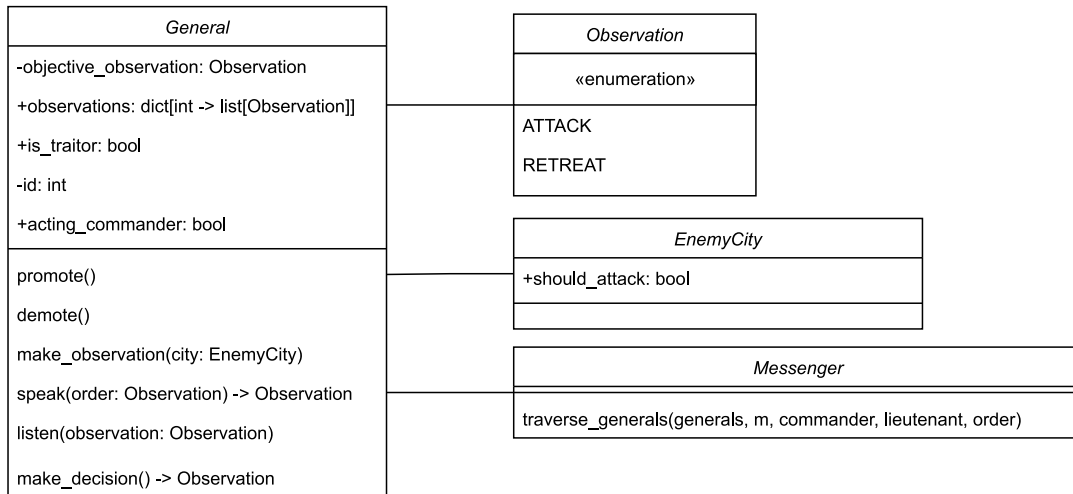 General
-objective_observation: Observation
+observations: dict[int -> list[Observation]]
+is_traitor: bool
-id: int
+acting_commander: bool
promote()
demote()
make_observation(city: EnemyCity)
speak(order: Observation) -> Observation
listen(observation: Observation)
make_decision() -> Observation
Observation
«enumeration»
ATTACK
RETREAT
EnemyCity
+should_attack: bool
Messenger
traverse_generals(generals, m, commander, lieutenant, order)